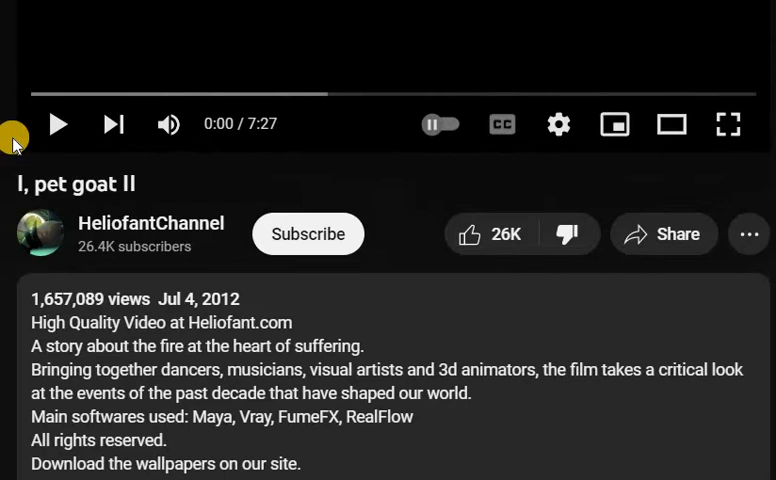 CC
0:00 / 7:27
I, pet goat II
HeliofantChannel
26.4K subscribers
Subscribe
26K
Share
1,657,089 views Jul 4, 2012
High Quality Video at Heliofant.com
A story about the fire at the heart of suffering.
Bringing together dancers, musicians, visual artists and 3d animators, the film takes a critical look
at the events of the past decade that have shaped our world.
Main softwares used: Maya, Vray, FumeFX, RealFlow
All rights reserved.
Download the wallpapers on our site.